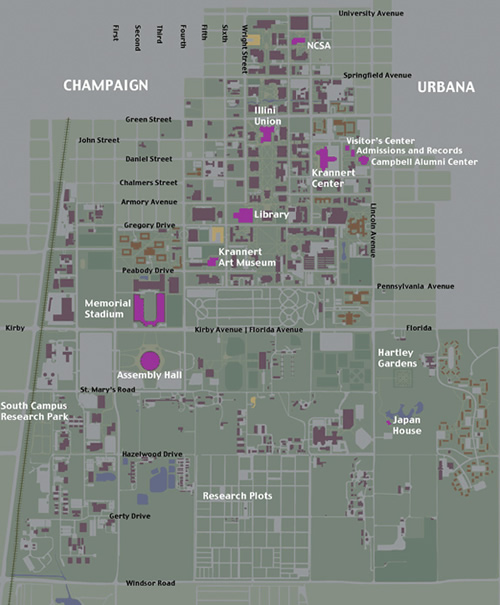 University Avenue
First
Second
Third
Fourth
Fifth
Sixth
Wright Street
NCSA
Springfield Avenue
CHAMPAIGN
URBANA
Illini
Union
Green Street
John Street
Visitor's Center
Admissions and Records
Campbell Alumni Center
Daniel Street
Krannert
Center
Chalmers Street
Armory Avenue
Library
Lincoln Avenue
Gregory Drive
Krannert
Art Museum
Peabody Drive
Pennsylvania Avenue
Memorial
Stadium
Kirby
Kirby Avenue | Florida Avenue
Florida
Hartley
Gardens
Assembly Hall
St. Mary's Road
South Campus
Research Park
Japan
House
Hazelwood Drive
Research Plots
Gerty Drive
Windsor Road